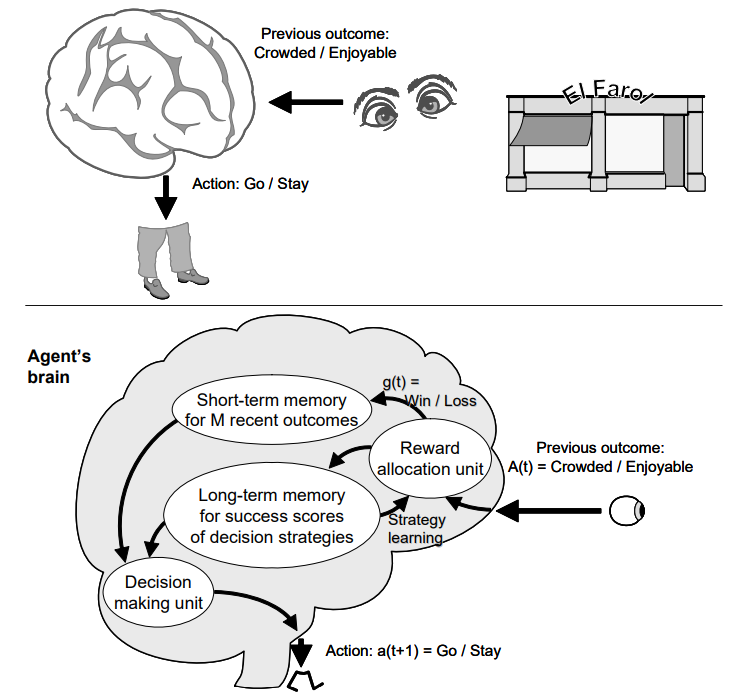 Previous outcome:
Crowded / Enjoyable
El Farol
Action: Go / Stay
Agent's
brain
g(t) =
Win / Loss
Short-term memory
for M recent outcomes
Reward
allocation unit
Previous outcome:
A(t) = Crowded / Enjoyable
Long-term memory
for success scores
of decision strategies
Strategy
learning
Decision
making unit
Action: a(t+1) = Go / Stay